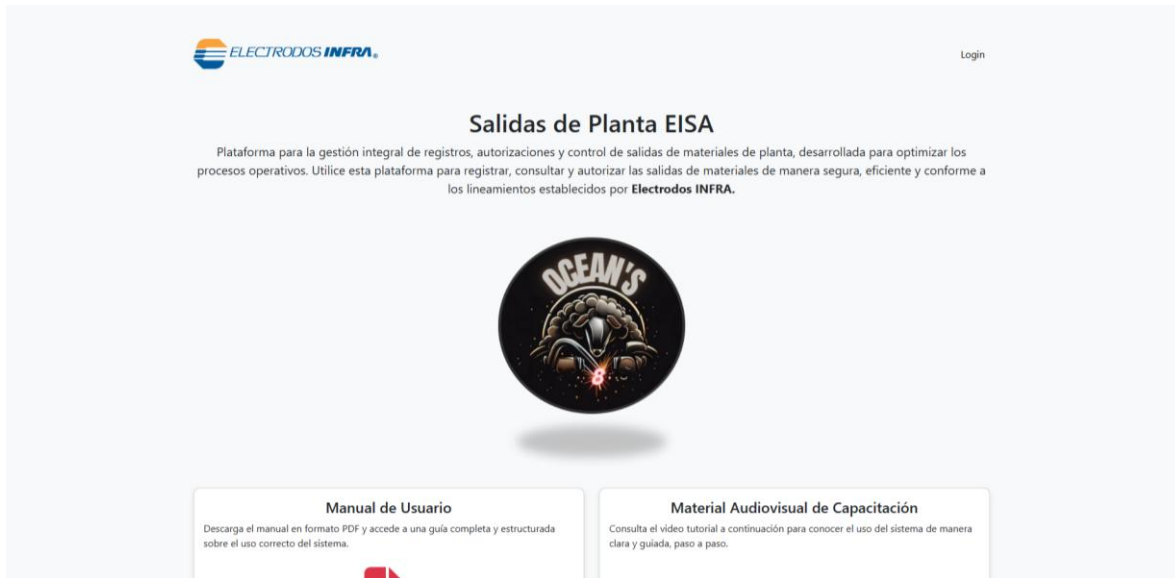 ELECTRODOS INFRA®
Login
Salidas de Planta EISA
Plataforma para la gestión integral de registros, autorizaciones y control de salidas de materiales de planta, desarrollada para optimizar los
procesos operativos. Utilice esta plataforma para registrar, consultar y autorizar las salidas de materiales de manera segura, eficiente y conforme a
los lineamientos establecidos por Electrodos INFRA.
OCEAN'S
8
Manual de Usuario
Descarga el manual en formato PDF y accede a una guía completa y estructurada
sobre el uso correcto del sistema.
Material Audiovisual de Capacitación
Consulta el video tutorial a continuación para conocer el uso del sistema de manera
clara y guiada, paso a paso.